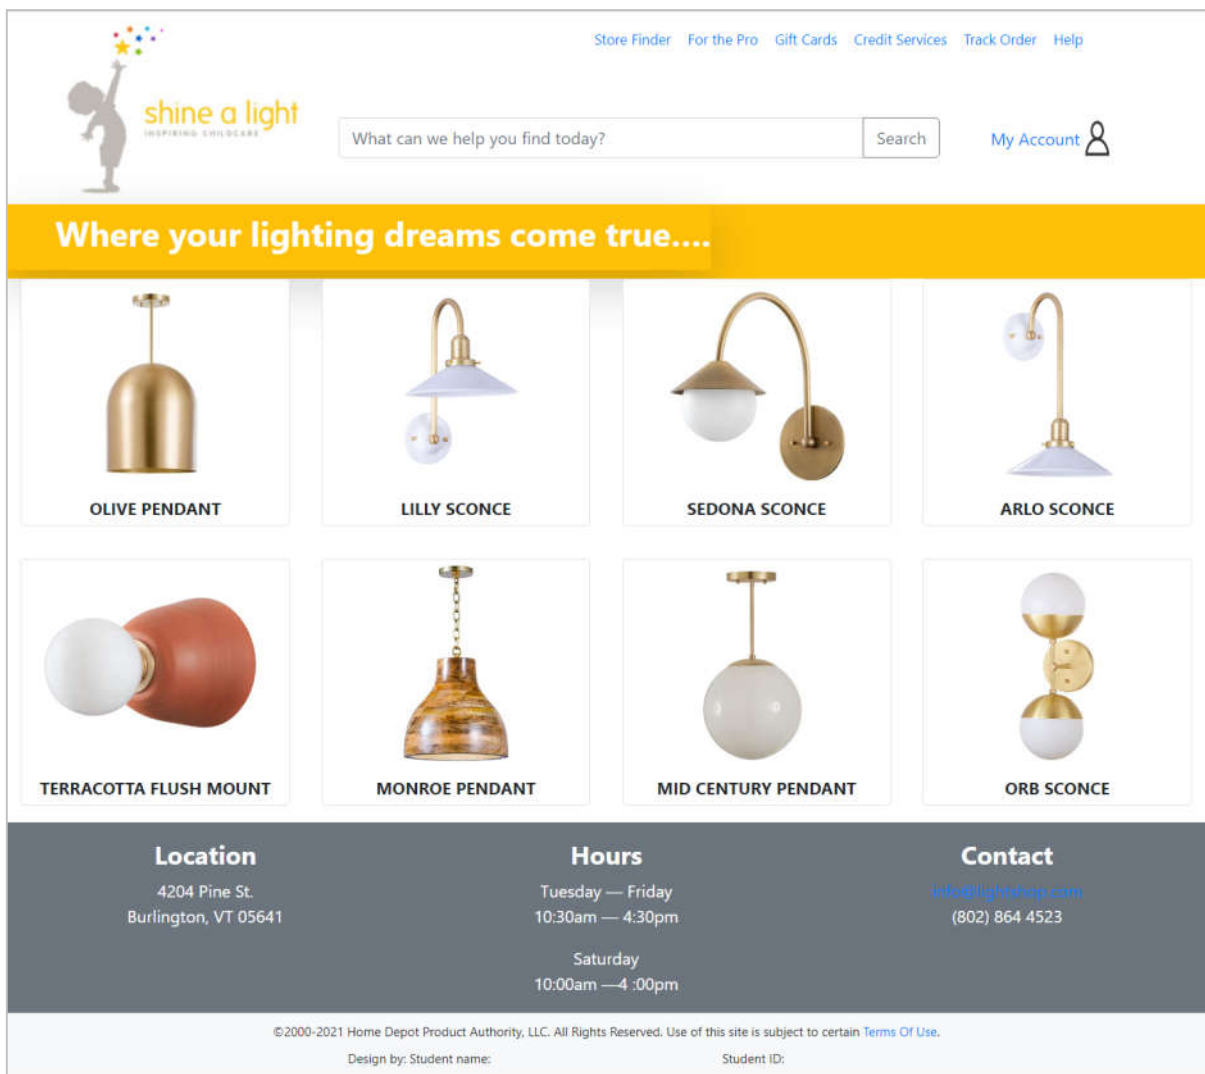 Store Finder For the Pro Gift Cards Credit Services Track Order Help
shine a light
INSPIRING CHILDCARE
What can we help you find today? Search My Account
Where your lighting dreams come true....
OLIVE PENDANT LILLY SCONCE SEDONA SCONCE ARLO SCONCE
TERRACOTTA FLUSH MOUNT MONROE PENDANT MID CENTURY PENDANT ORB SCONCE
Location Hours Contact
4204 Pine St. Tuesday — Friday info@lightshop.com
Burlington, VT 05641 10:30am — 4:30pm (802) 864 4523
Saturday
10:00am —4 :00pm
©2000-2021 Home Depot Product Authority, LLC. All Rights Reserved. Use of this site is subject to certain Terms Of Use.
Design by: Student name: Student ID: